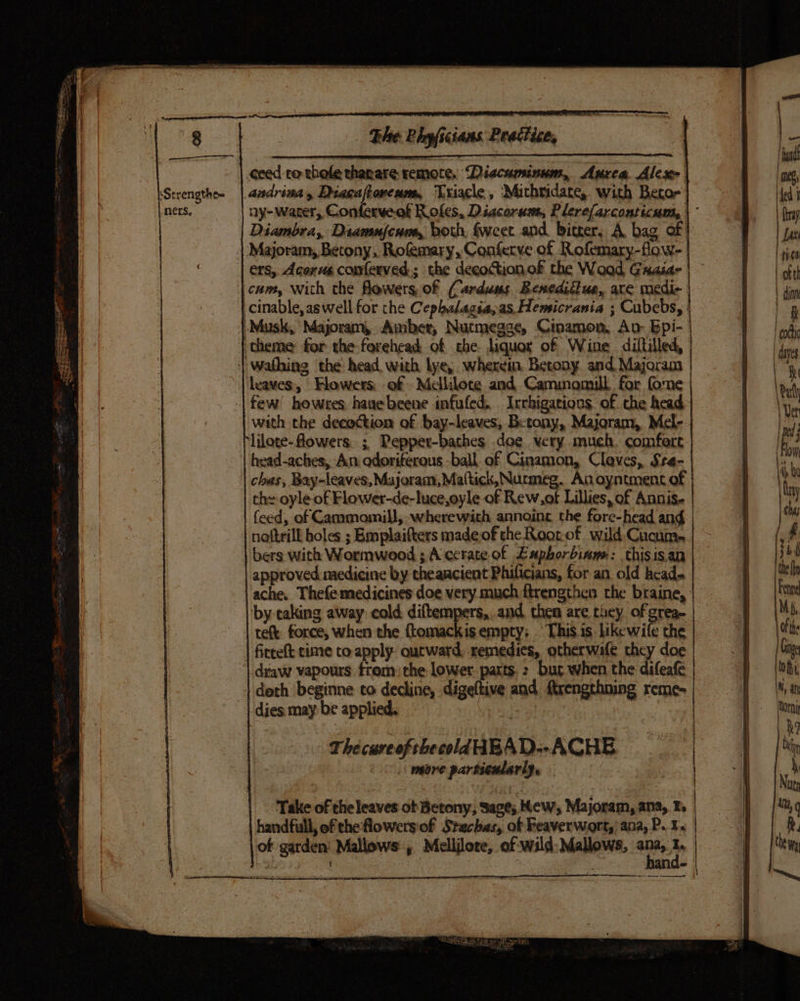 8
The Phyſicians Practice,
Strengthe-
ners.
ceed to thoſe that are remote. Diacuminum, Aurea Alex-
andrina, Diacaſtoreum, Triacle, Mithridate, with Beto-
ny-water, Conſerve of Roſes, Diacorum, Plereſarconticum,
Diambra, Diamuſcum, both, ſweet and bitter. A bag of
Majoram, Betony, Roſemary, Conſerve of Roſemary-flow-
ers, Acorus conſerved; the decoction of the Wood Guaia-
cum, with the flowers of Carduus Benedictus, are medi-
cinable, aswell for the Cephalagia, as Hemicrania; Cubebs,
Musk, Majoram, Amber, Nutmegge, Cinamon. An Epi-
theme for the forehead of the liquor of Wine diſtilled,
waſhing the head with lye, wherein Betony and Majoram
leaves, Flowers of Mellilote and Cammomill for ſome
few howres haue beene infuſed. Irrhigations of the head
with the decoction of bay-leaves, Betony, Majoram, Mel-
lilote-flowers; Pepper-bathes doe very much comfort
head-aches, An odoriferous ball of Cinamon, Cloves, Sta-
chas, Bay-leaves, Majoram, Maſtick, Nutmeg. An oyntment of
the oyle of Flower-de-luce, oyle of Rew, of Lillies, of Annis-
ſeed, of Cammomill, wherewith annoint the fore-head and
noſtrill holes; Emplaiſters made of the Root of wild Cucum-
bers with Wormwood; A cerate of Euphorbium: this is an
approved medicine by the ancient Phiſicians, for an old head-
ache. Theſe medicines doe very much ſtrengthen the braine,
by taking away cold diſtempers, and then are they of grea-
teſt force, when the ſtomack is empty. This is likewiſe the
fitteſt time to apply outward remedies, otherwiſe they doe
draw vapours from the lower parts: but when the diſeaſe
doth beginne to decline, digeſtive and ſtrengthning reme-
dies may be applied.
The cure of the cold HEAD-ACHE
more particularly.
Take of the leaves of Betony, Sage, Rew, Majoram, ana, 1.
handfull, of the flowers of Stachas, of Feaverwort, ana, P. 1.
of garden Mallows, Mellilote, of wild Mallows, ana, 1.
hand-